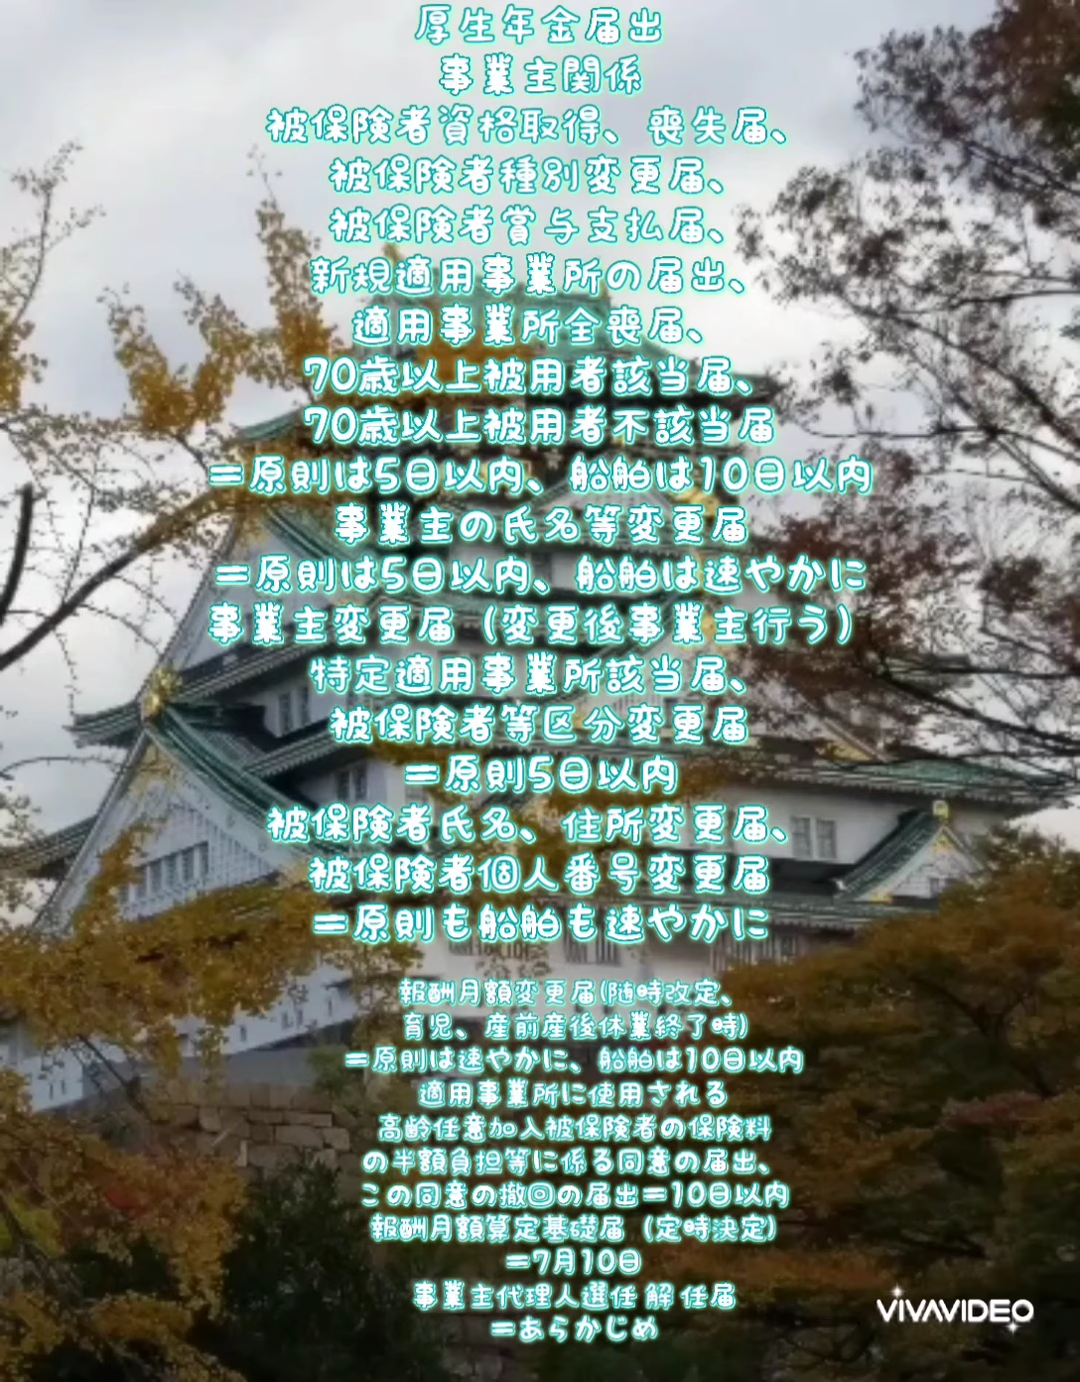 厚生年金届出
事業主関係
被保険者資格取得、喪失届、
被保険者種別変更届、
被保険者賞与支払届、
新規適用事業所の届出、
適用事業所全喪届、
70歳以上被用者該当届、
70歳以上被用者不該当届
＝原則は5日以内、船舶は10日以内
事業主の氏名等変更届
＝原則は5日以内、船舶は速やかに
事業主変更届（変更後事業主行う）
特定適用事業所該当届、
被保険者等区分変更届
＝原則5日以内
被保険者氏名、住所変更届、
被保険者個人番号変更届
＝原則も船舶も速やかに
報酬月額変更届(随時改定、
育児、産前産後休業終了時)
＝原則は速やかに、船舶は10日以内
適用事業所に使用される
高齢任意加入被保険者の保険料
の半額負担等に係る同意の届出、
この同意の撤回の届出＝10日以内
報酬月額算定基礎届（定時決定）
＝7月10日
事業主代理人選任 解 任届
＝あらかじめ
VIVAVIDEO